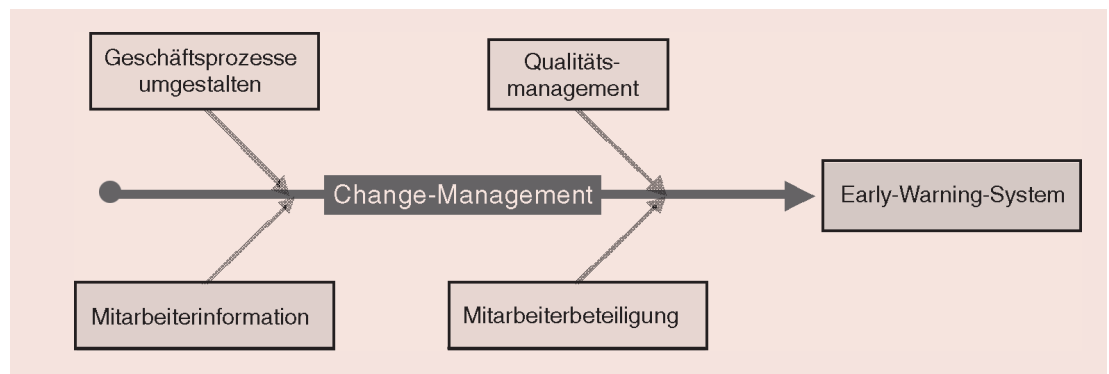 Geschäftsprozesse
umgestalten
Qualitäts-
management
Change-Management
Early-Warning-System
Mitarbeiterinformation
Mitarbeiterbeteiligung